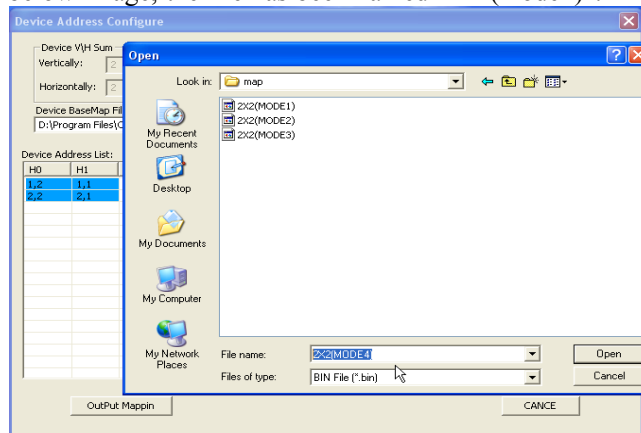 Device Address Configure
Device V\H Sum
Vertically: 2
Horizontally: 2
Device BaseMap Fil
D:\Program Files\C
Device Address List:
H0 H1
1,2 1,1
2,2 2,1
OutPut Mappin
CANCE
Open
Look in: map
2X2(MODE1)
2X2(MODE2)
2X2(MODE3)
My Recent
Documents
Desktop
My Documents
My Computer
My Network
Places
File name: 2X2(MODE4)
Files of type: BIN File (*.bin)
Open
Cancel